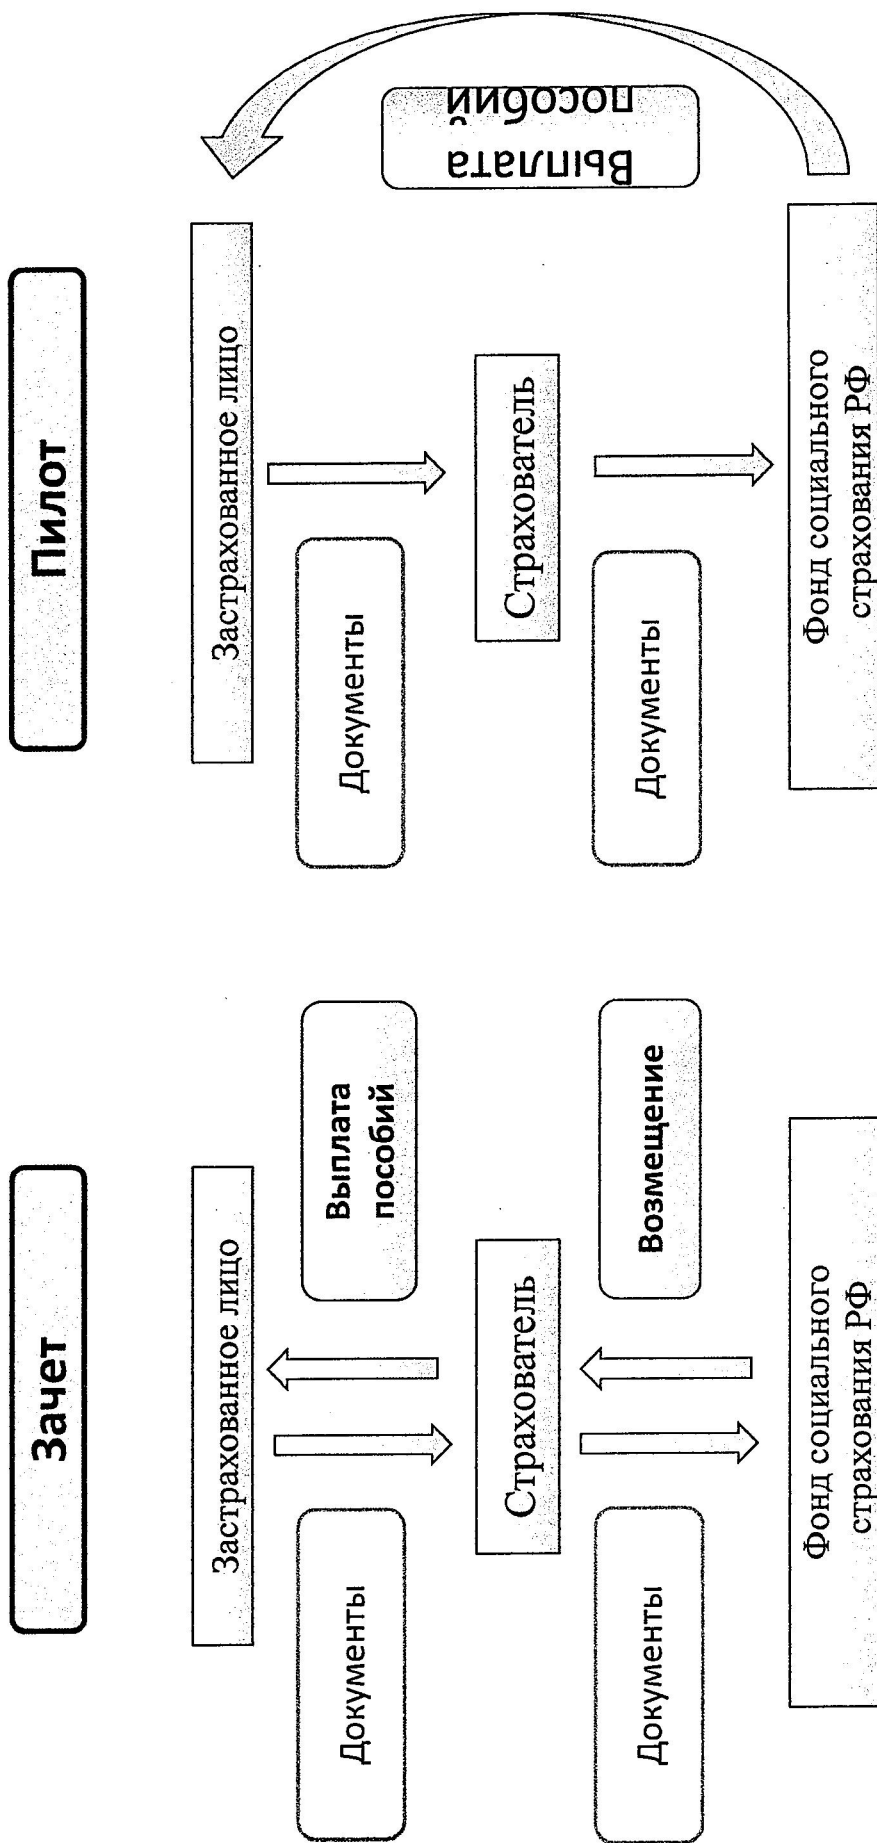 Зачет
Застрахованное лицо
Документы
Выплата
пособий
Страхователь
Документы
Возмещение
Фонд социального
страхования РФ
Пилот
Застрахованное лицо
Документы
Выплата
пособий
Страхователь
Документы
Фонд социального
страхования РФ